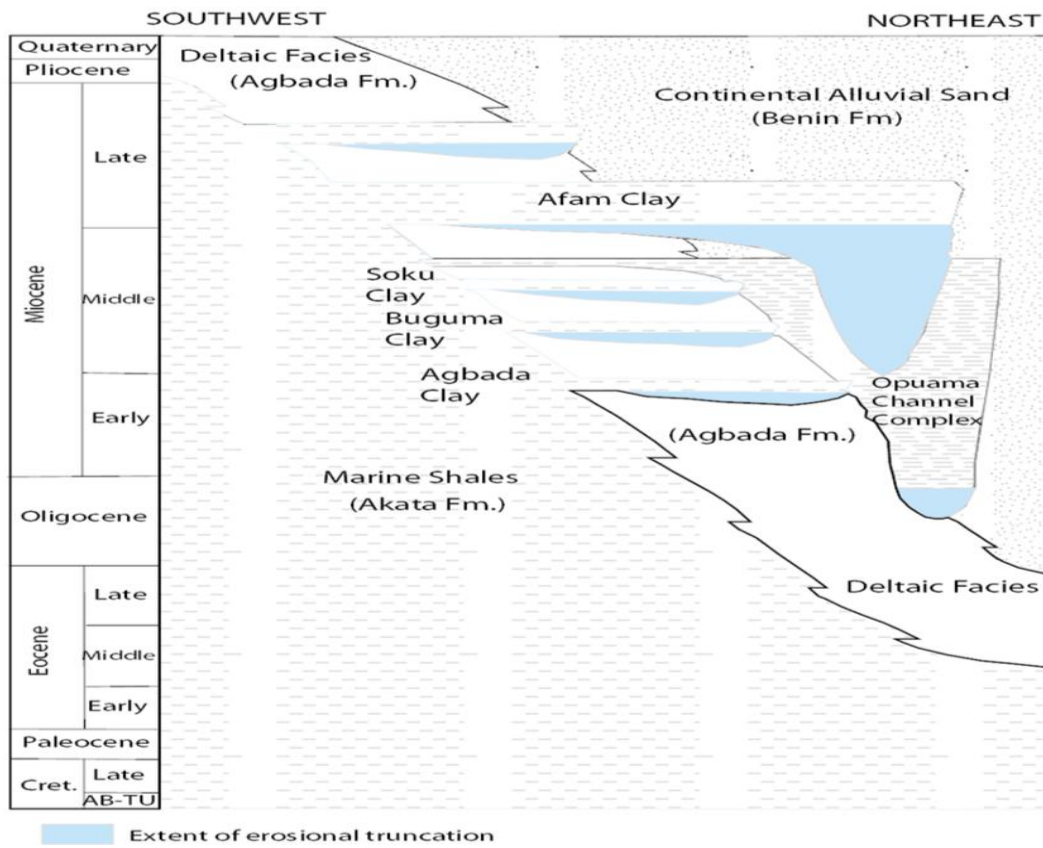 SOUTHWEST
NORTHEAST
Quaternary
Pliocene
Miocene
Late
Middle
Early
Oligocene
Eocene
Late
Middle
Early
Paleocene
Cret.
Late
AB-TU
Deltaic Facies
(Agbada Fm.)
Continental Alluvial Sand
(Benin Fm)
Afam Clay
Soku
Clay
Buguma
Clay
Agbada
Clay
Opuama
Channel
Complex
(Agbada Fm.)
Marine Shales
(Akata Fm.)
Deltaic Facies
Extent of erosional truncation